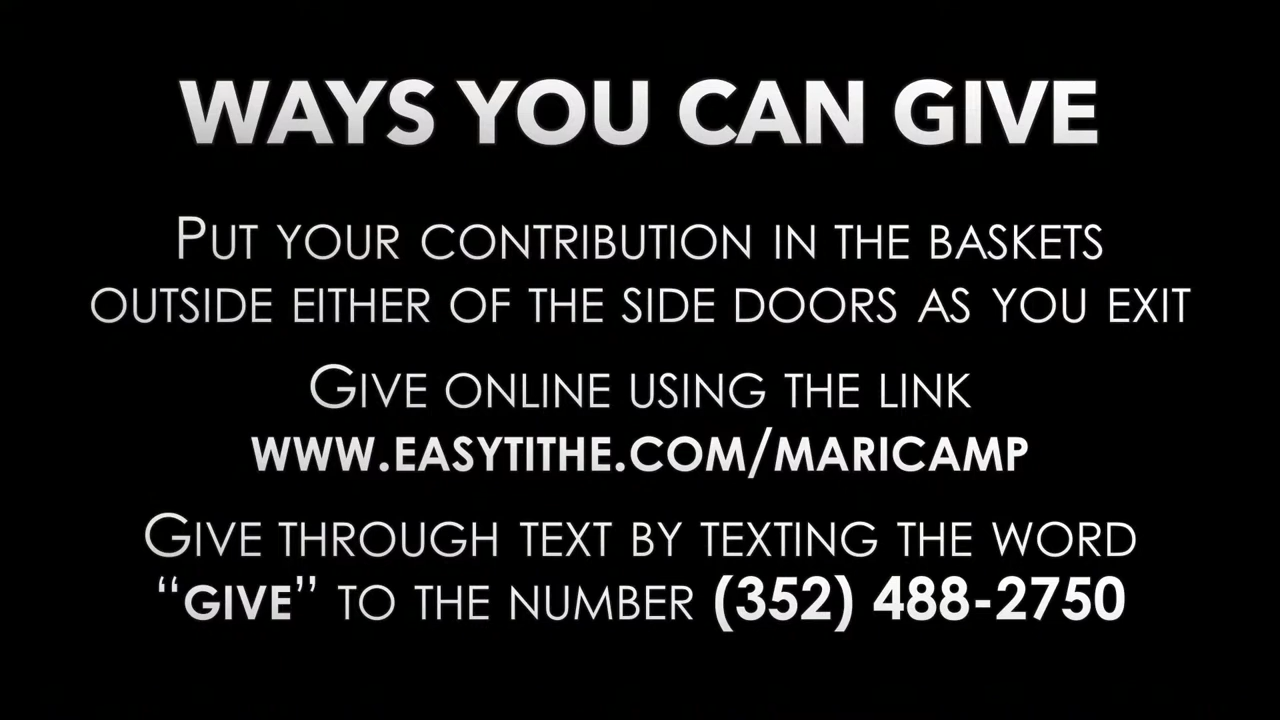 WAYS YOU CAN GIVE
PUT YOUR CONTRIBUTION IN THE BASKETS
OUTSIDE EITHER OF THE SIDE DOORS AS YOU EXIT
GIVE ONLINE USING THE LINK
WWW.EASYTITHE.COM/MARICAMP
GIVE THROUGH TEXT BY TEXTING THE WORD
“GIVE” TO THE NUMBER (352) 488-2750